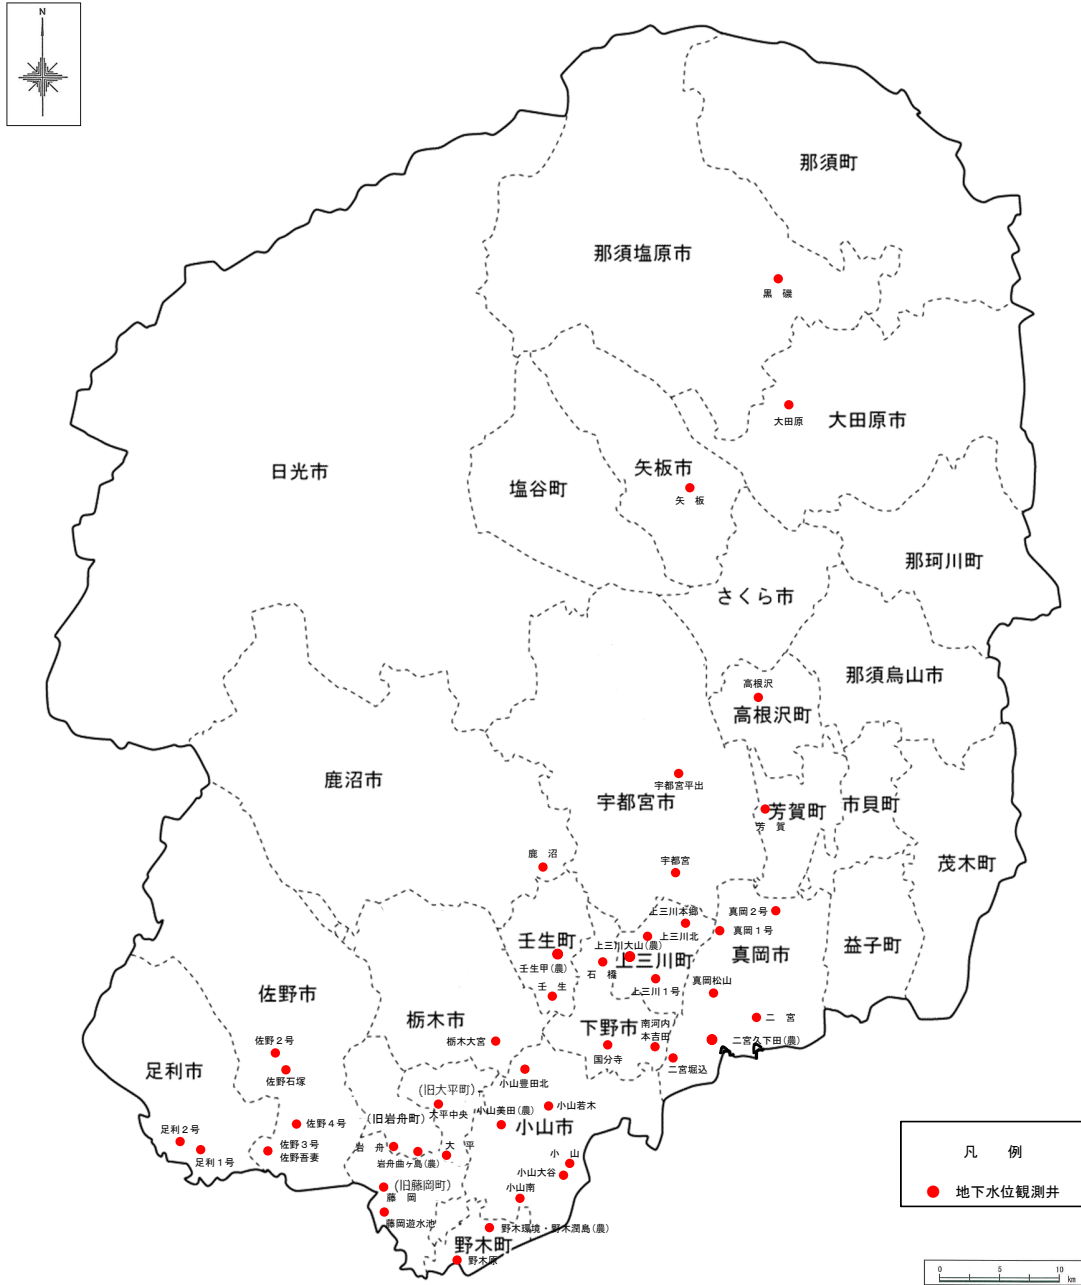 N
那須町
那須塩原市
黒　磯
大田原市
大田原
矢板市
矢　板
日光市
塩谷町
那珂川町
さくら市
那須烏山市
高根沢
高根沢町
鹿沼市
宇都宮平出
宇都宮市
芳賀町
芳　賀
市貝町
茂木町
鹿　沼
宇都宮
上三川本郷
真岡２号
真岡１号
上三川北
上三川大山(農)
壬生町
上三川町
真岡市
益子町
壬生甲(農)
石　橋
壬　生
上三川１号
真岡松山
佐野市
栃木市
下野市
南河内
本吉田
二　宮
栃木大宮
国分寺
二宮久下田(農)
二宮堀込
佐野２号
佐野石塚
足利市
小山豊田北
(旧大平町)
大平中央
小山美田(農)
小山若木
(旧岩舟町)
小山市
佐野４号
足利２号
足利１号
佐野３号
佐野吾妻
岩　舟
大　平
岩舟曲ヶ島(農)
小　山
小山大谷
(旧藤岡町)
藤　岡
小山南
藤岡遊水池
野木環境・野木潤島(農)
野木町
野木原
凡　例
地下水位観測井
0 5 10
km